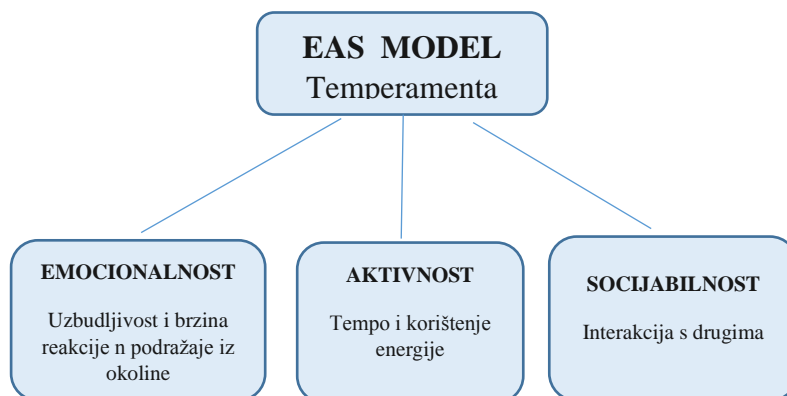 EAS MODEL
Temperamenta
EMOCIONALNOST
Uzbudljivost i brzina
reakcije n podražaje iz
okoline
AKTIVNOST
Tempo i korištenje
energije
SOCIJABILNOST
Interakcija s drugima